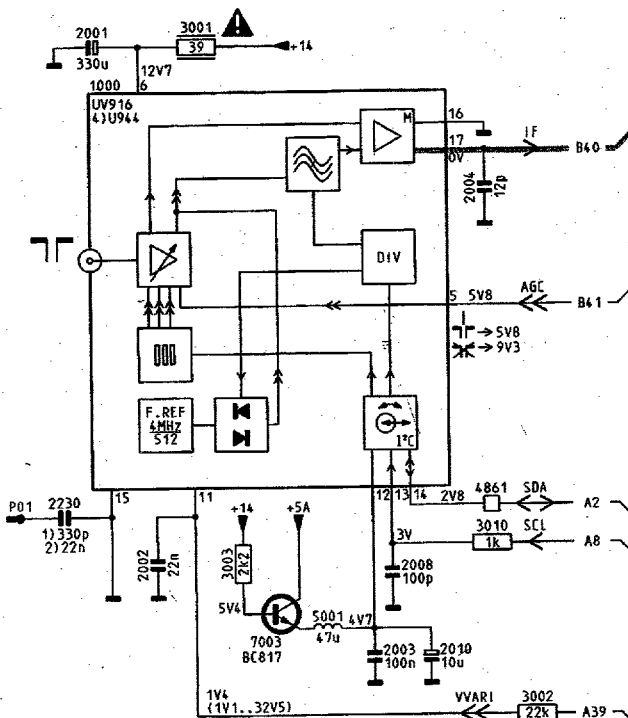 2001
330u
3001
39
+14
12V7
6
1000
UV916
4)U944
M
16
17
0V
IF
B40
2004
12p
DIV
5
5V8
AGC
B41
5V8
9V3
F.REF
4MHz
512
I²C
15
11
12
13
14
2V8
4861
SDA
A2
P01
2230
1)330p
2)22n
2002
22n
+14
+5A
3003
2k2
3V
3010
1k
SCL
A8
2008
100p
5V4
7003
BC817
5001
47u
4V7
2003
100n
2010
10u
1V4
(1V1..32V5)
VVARI
3002
22k
A39